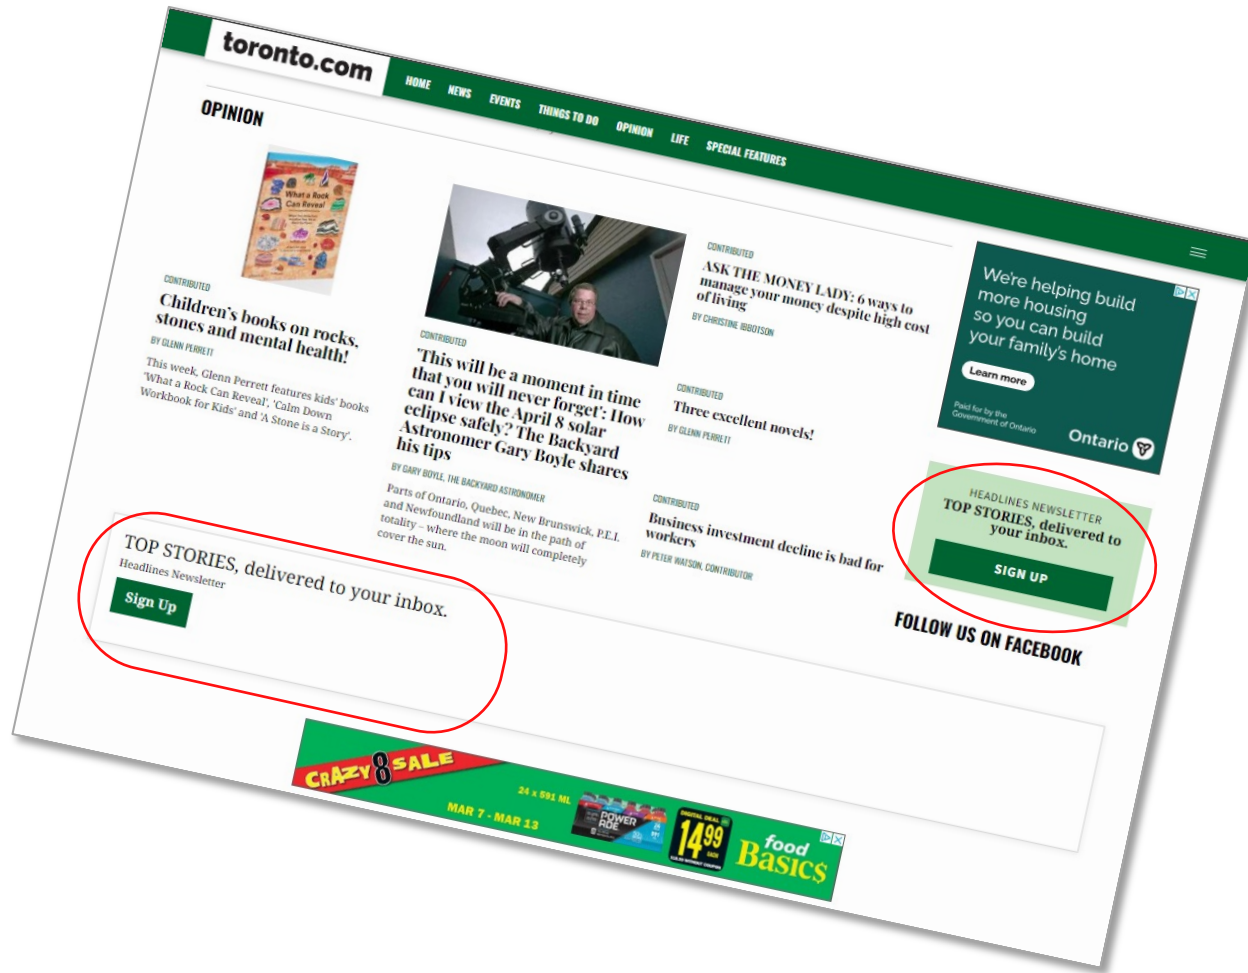 toronto.com
HOME NEWS EVENTS THINGS TO DO OPINION LIFE SPECIAL FEATURES
OPINION
What a Rock
Can Reveal
CONTRIBUTED
Children's books on rocks,
stones and mental health!
BY GLENN PERRETT
This week, Glenn Perrett features kids' books
'What a Rock Can Reveal', 'Calm Down
Workbook for Kids' and 'A Stone is a Story'.
CONTRIBUTED
'This will be a moment in time
that you will never forget': How
can I view the April 8 solar
eclipse safely? The Backyard
Astronomer Gary Boyle shares
his tips
BY GARY BOYLE, THE BACKYARD ASTRONOMER
Parts of Ontario, Quebec, New Brunswick, P.E.I.
and Newfoundland will be in the path of
totality – where the moon will completely
cover the sun.
CONTRIBUTED
ASK THE MONEY LADY: 6 ways to
manage your money despite high cost
of living
BY CHRISTINE IBBOTSON
CONTRIBUTED
Three excellent novels!
BY GLENN PERRETT
CONTRIBUTED
Business investment decline is bad for
workers
BY PETER WATSON, CONTRIBUTOR
We're helping build
more housing
so you can build
your family's home
Learn more
Paid for by the
Government of Ontario
Ontario
HEADLINES NEWSLETTER
TOP STORIES, delivered to
your inbox.
SIGN UP
FOLLOW US ON FACEBOOK
TOP STORIES, delivered to your inbox.
Headlines Newsletter
Sign Up
CRAZY 8 SALE
24 x 591 ML
MAR 7 - MAR 13
POWER
ADE
DIGITAL DEAL
14 99
EACH
food
Basic$